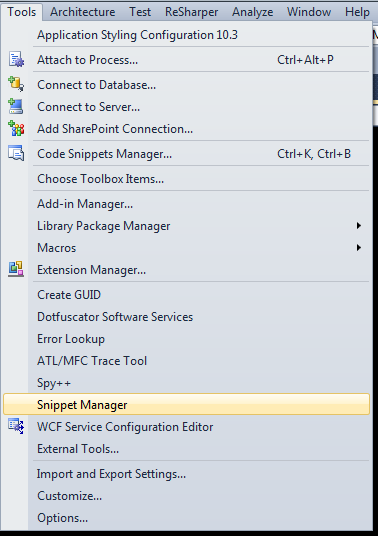 Tools Architecture Test ReSharper Analyze Window Help
Application Styling Configuration 10.3
Attach to Process... Ctrl+Alt+P
Connect to Database...
Connect to Server...
Add SharePoint Connection...
Code Snippets Manager... Ctrl+K, Ctrl+B
Choose Toolbox Items...
Add-in Manager...
Library Package Manager
Macros
Extension Manager...
Create GUID
Dotfuscator Software Services
Error Lookup
ATL/MFC Trace Tool
Spy++
Snippet Manager
WCF Service Configuration Editor
External Tools...
Import and Export Settings...
Customize...
Options...